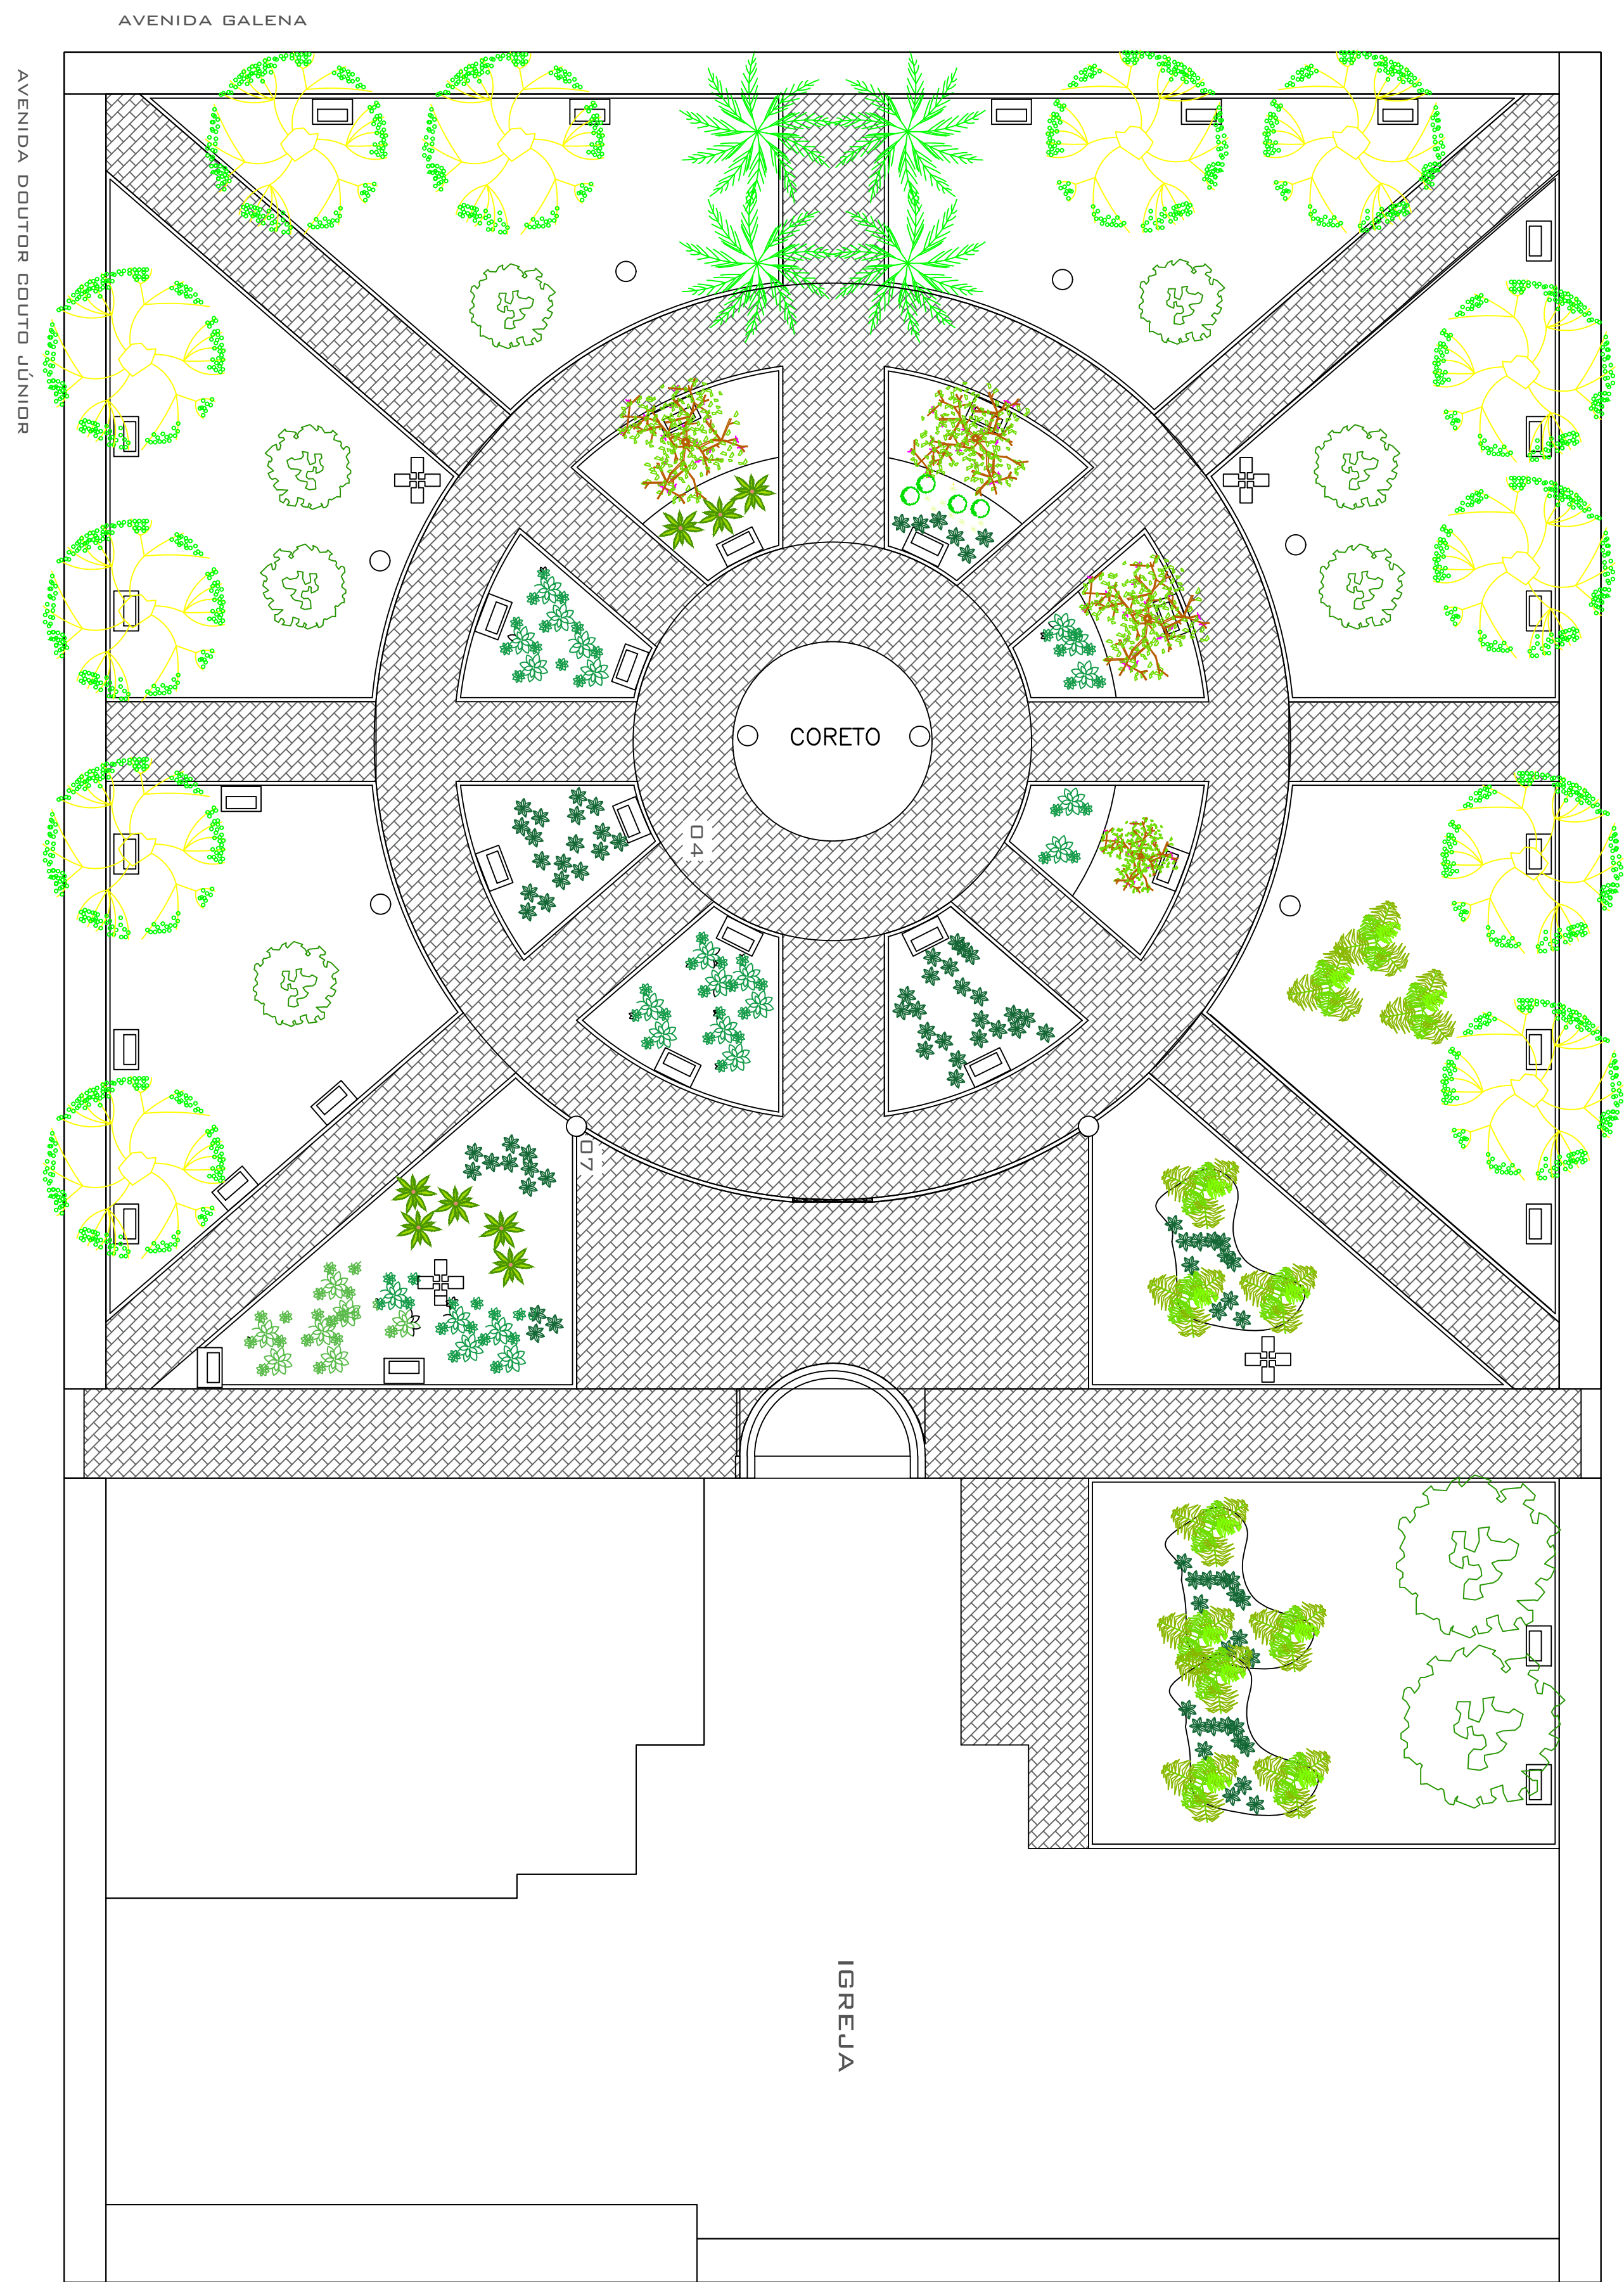 AVENIDA GALENA
AVENIDA DOUTOR COUTO JÚNIOR
CORETO
04
07
IGREJA